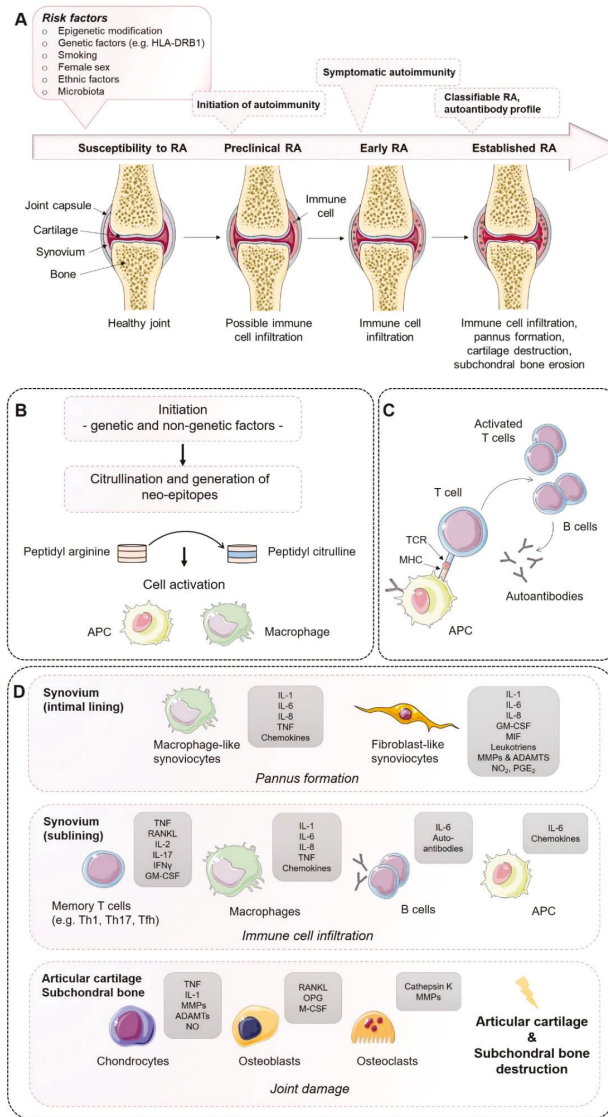 A
Risk factors
○ Epigenetic modification
○ Genetic factors (e.g. HLA-DRB1)
○ Smoking
○ Female sex
○ Ethnic factors
○ Microbiota
Initiation of autoimmunity
Symptomatic autoimmunity
Classifiable RA,
autoantibody profile
Susceptibility to RA
Preclinical RA
Early RA
Established RA
Joint capsule
Cartilage
Synovium
Bone
Immune
cell
Healthy joint
Possible immune
cell infiltration
Immune cell
infiltration
Immune cell infiltration,
pannus formation,
cartilage destruction,
subchondral bone erosion
B
Initiation
- genetic and non-genetic factors -
Citrullination and generation of
neo-epitopes
Peptidyl arginine
Peptidyl citrulline
Cell activation
APC
Macrophage
C
Activated
T cells
T cell
B cells
TCR
MHC
Autoantibodies
APC
D
Synovium
(intimal lining)
Macrophage-like
synoviocytes
IL-1
IL-6
IL-8
TNF
Chemokines
Fibroblast-like
synoviocytes
IL-1
IL-6
IL-8
GM-CSF
MIF
Leukotriens
MMPs & ADAMTS
NO₂, PGE₂
Pannus formation
Synovium
(sublining)
TNF
RANKL
IL-2
IL-17
IFNγ
GM-CSF
Memory T cells
(e.g. Th1, Th17, Tfh)
IL-1
IL-6
IL-8
TNF
Chemokines
Macrophages
IL-6
Auto-
antibodies
B cells
IL-6
Chemokines
APC
Immune cell infiltration
Articular cartilage
Subchondral bone
TNF
IL-1
MMPs
ADAMTs
NO
Chondrocytes
RANKL
OPG
M-CSF
Osteoblasts
Cathepsin K
MMPs
Osteoclasts
Articular cartilage
&
Subchondral bone
destruction
Joint damage